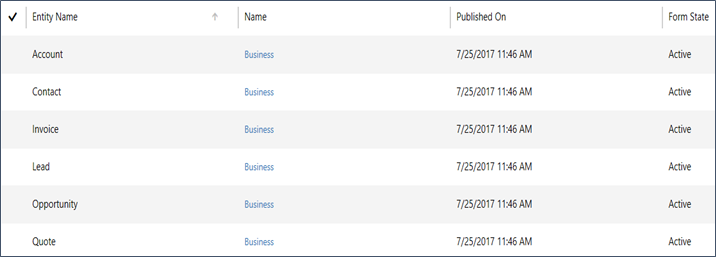 Entity Name Name Published On Form State
Account Business 7/25/2017 11:46 AM Active
Contact Business 7/25/2017 11:46 AM Active
Invoice Business 7/25/2017 11:46 AM Active
Lead Business 7/25/2017 11:46 AM Active
Opportunity Business 7/25/2017 11:46 AM Active
Quote Business 7/25/2017 11:46 AM Active